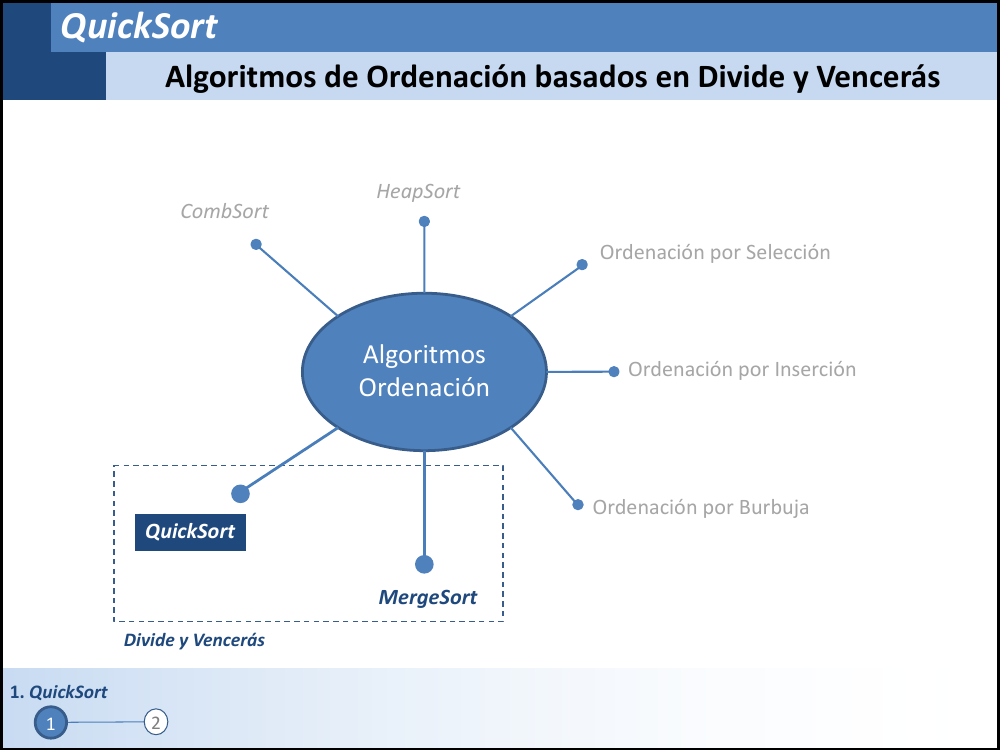 QuickSort
Algoritmos de Ordenación basados en Divide y Vencerás
HeapSort
CombSort
Ordenación por Selección
Algoritmos
Ordenación
Ordenación por Inserción
Ordenación por Burbuja
QuickSort
MergeSort
Divide y Vencerás
1. QuickSort
1
2